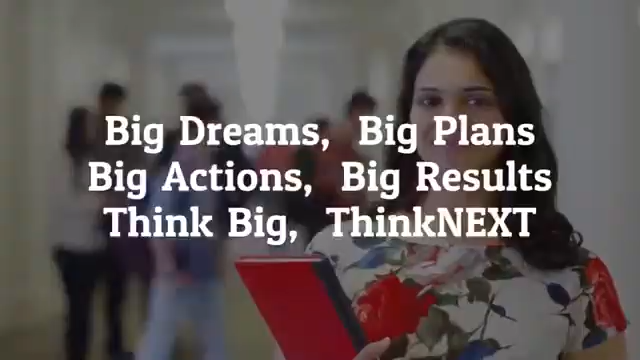 Big Dreams, Big Plans
Big Actions, Big Results
Think Big, ThinkNEXT